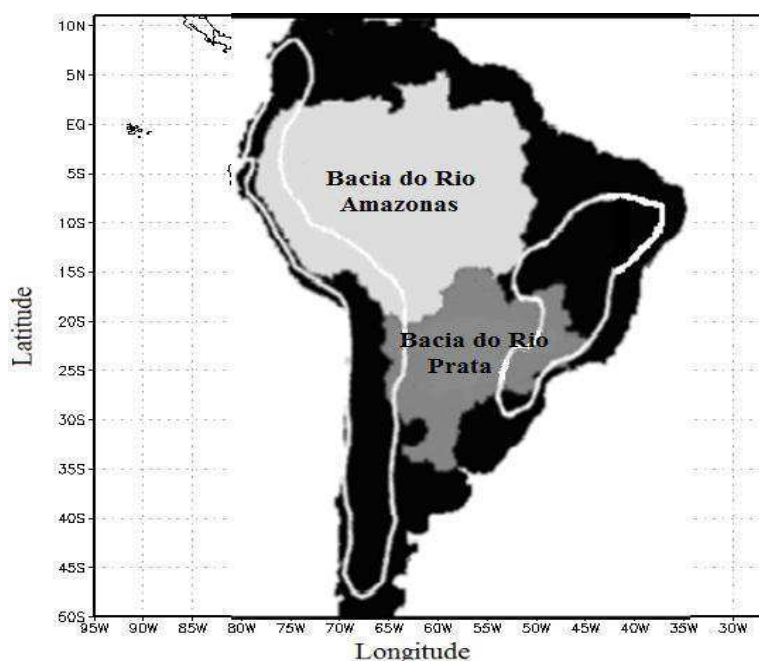 10N
5N
EQ
5S
10S
15S
20S
25S
30S
35S
40S
45S
50S
Latitude
Bacia do Rio
Amazonas
Bacia do Rio
Prata
95W 90W 85W 80W 75W 70W 65W 60W 55W 50W 45W 40W 35W 30W
Longitude